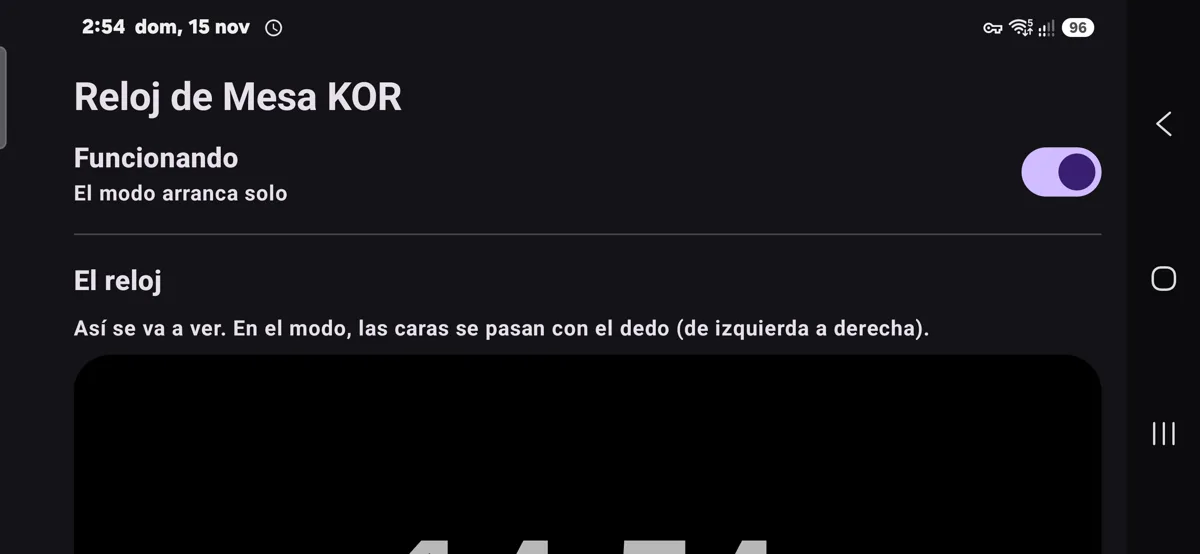 2:54 dom, 15 nov
5
96
Reloj de Mesa KOR
Funcionando
El modo arranca solo
El reloj
Así se va a ver. En el modo, las caras se pasan con el dedo (de izquierda a derecha).